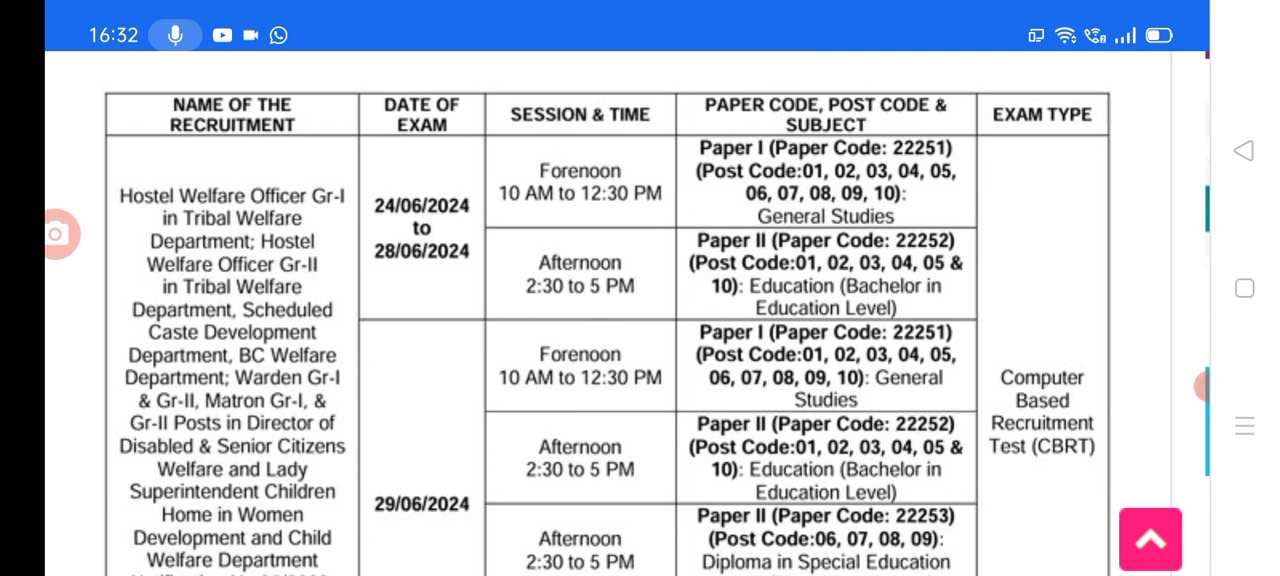 16:32
NAME OF THE
RECRUITMENT
DATE OF
EXAM
SESSION & TIME
PAPER CODE, POST CODE &
SUBJECT
EXAM TYPE
Hostel Welfare Officer Gr-I
in Tribal Welfare
Department; Hostel
Welfare Officer Gr-II
in Tribal Welfare
Department, Scheduled
Caste Development
Department, BC Welfare
Department; Warden Gr-I
& Gr-II, Matron Gr-I, &
Gr-II Posts in Director of
Disabled & Senior Citizens
Welfare and Lady
Superintendent Children
Home in Women
Development and Child
Welfare Department
24/06/2024
to
28/06/2024
Forenoon
10 AM to 12:30 PM
Paper I (Paper Code: 22251)
(Post Code:01, 02, 03, 04, 05,
06, 07, 08, 09, 10):
General Studies
Afternoon
2:30 to 5 PM
Paper II (Paper Code: 22252)
(Post Code:01, 02, 03, 04, 05 &
10): Education (Bachelor in
Education Level)
29/06/2024
Forenoon
10 AM to 12:30 PM
Paper I (Paper Code: 22251)
(Post Code:01, 02, 03, 04, 05,
06, 07, 08, 09, 10): General
Studies
Afternoon
2:30 to 5 PM
Paper II (Paper Code: 22252)
(Post Code:01, 02, 03, 04, 05 &
10): Education (Bachelor in
Education Level)
Afternoon
2:30 to 5 PM
Paper II (Paper Code: 22253)
(Post Code:06, 07, 08, 09):
Diploma in Special Education
Computer
Based
Recruitment
Test (CBRT)